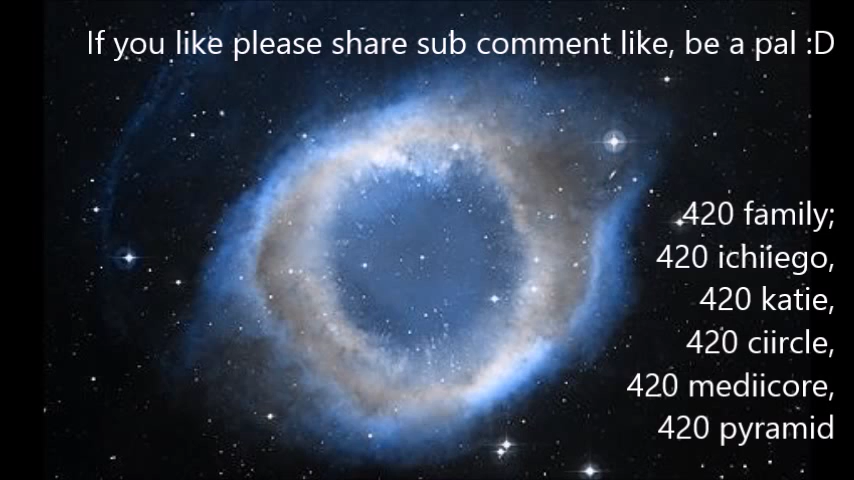 If you like please share sub comment like, be a pal :D
420 family;
420 ichiiego,
420 katie,
420 ciircle,
420 mediicore,
420 pyramid